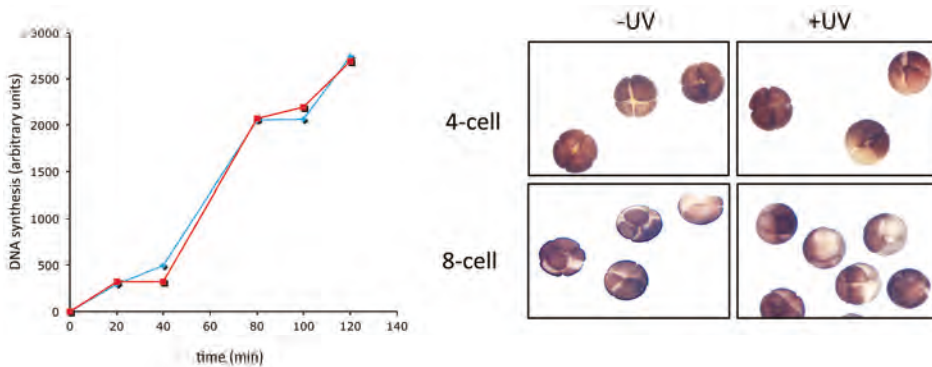 DNA synthesis (arbitrary units)
3000
2500
2000
1500
1000
500
0
0 20 40 60 80 100 120 140
time (min)
-UV +UV
4-cell
8-cell